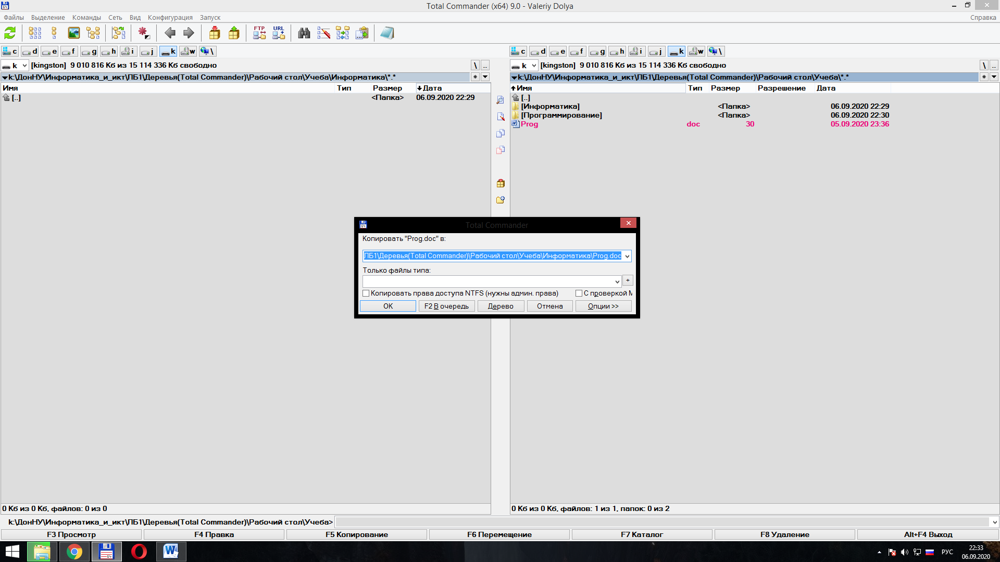 Total Commander (x64) 9.0 - Valeriy Dolya
Файлы Выделение Команды Сеть Вид Конфигурация Запуск Справка
FTP URL
c d e f g h i j k w \ c d e f g h i j k w \
k [kingston] 9 010 816 Кб из 15 114 336 Кб свободно \ .. k [kingston] 9 010 816 Кб из 15 114 336 Кб свободно \ ..
k:\ДонНУ\Информатика_и_икт\ПБ1\Деревья(Total Commander)\Рабочий стол\Учеба\Информатика\*.* * k:\ДонНУ\Информатика_и_икт\ПБ1\Деревья(Total Commander)\Рабочий стол\Учеба\*.* *
Имя Тип Размер Дата Имя Тип Размер Разрешение Дата
[..] <Папка> 06.09.2020 22:29 [..]
[Информатика] <Папка> 06.09.2020 22:29
[Программирование] <Папка> 06.09.2020 22:30
Prog doc 30 05.09.2020 23:36
64 Total Commander
Копировать "Prog.doc" в:
ПБ1\Деревья(Total Commander)\Рабочий стол\Учеба\Информатика\Prog.doc
Только файлы типа:
+
Копировать права доступа NTFS (нужны админ. права) С проверкой М
OK F2 В очередь Дерево Отмена Опции >>
0 Кб из 0 Кб, файлов: 0 из 0 0 Кб из 0 Кб, файлов: 1 из 1, папок: 0 из 2
k:\ДонНУ\Информатика_и_икт\ПБ1\Деревья(Total Commander)\Рабочий стол\Учеба>
F3 Просмотр F4 Правка F5 Копирование F6 Перемещение F7 Каталог F8 Удаление Alt+F4 Выход
64 РУС 22:33
06.09.2020